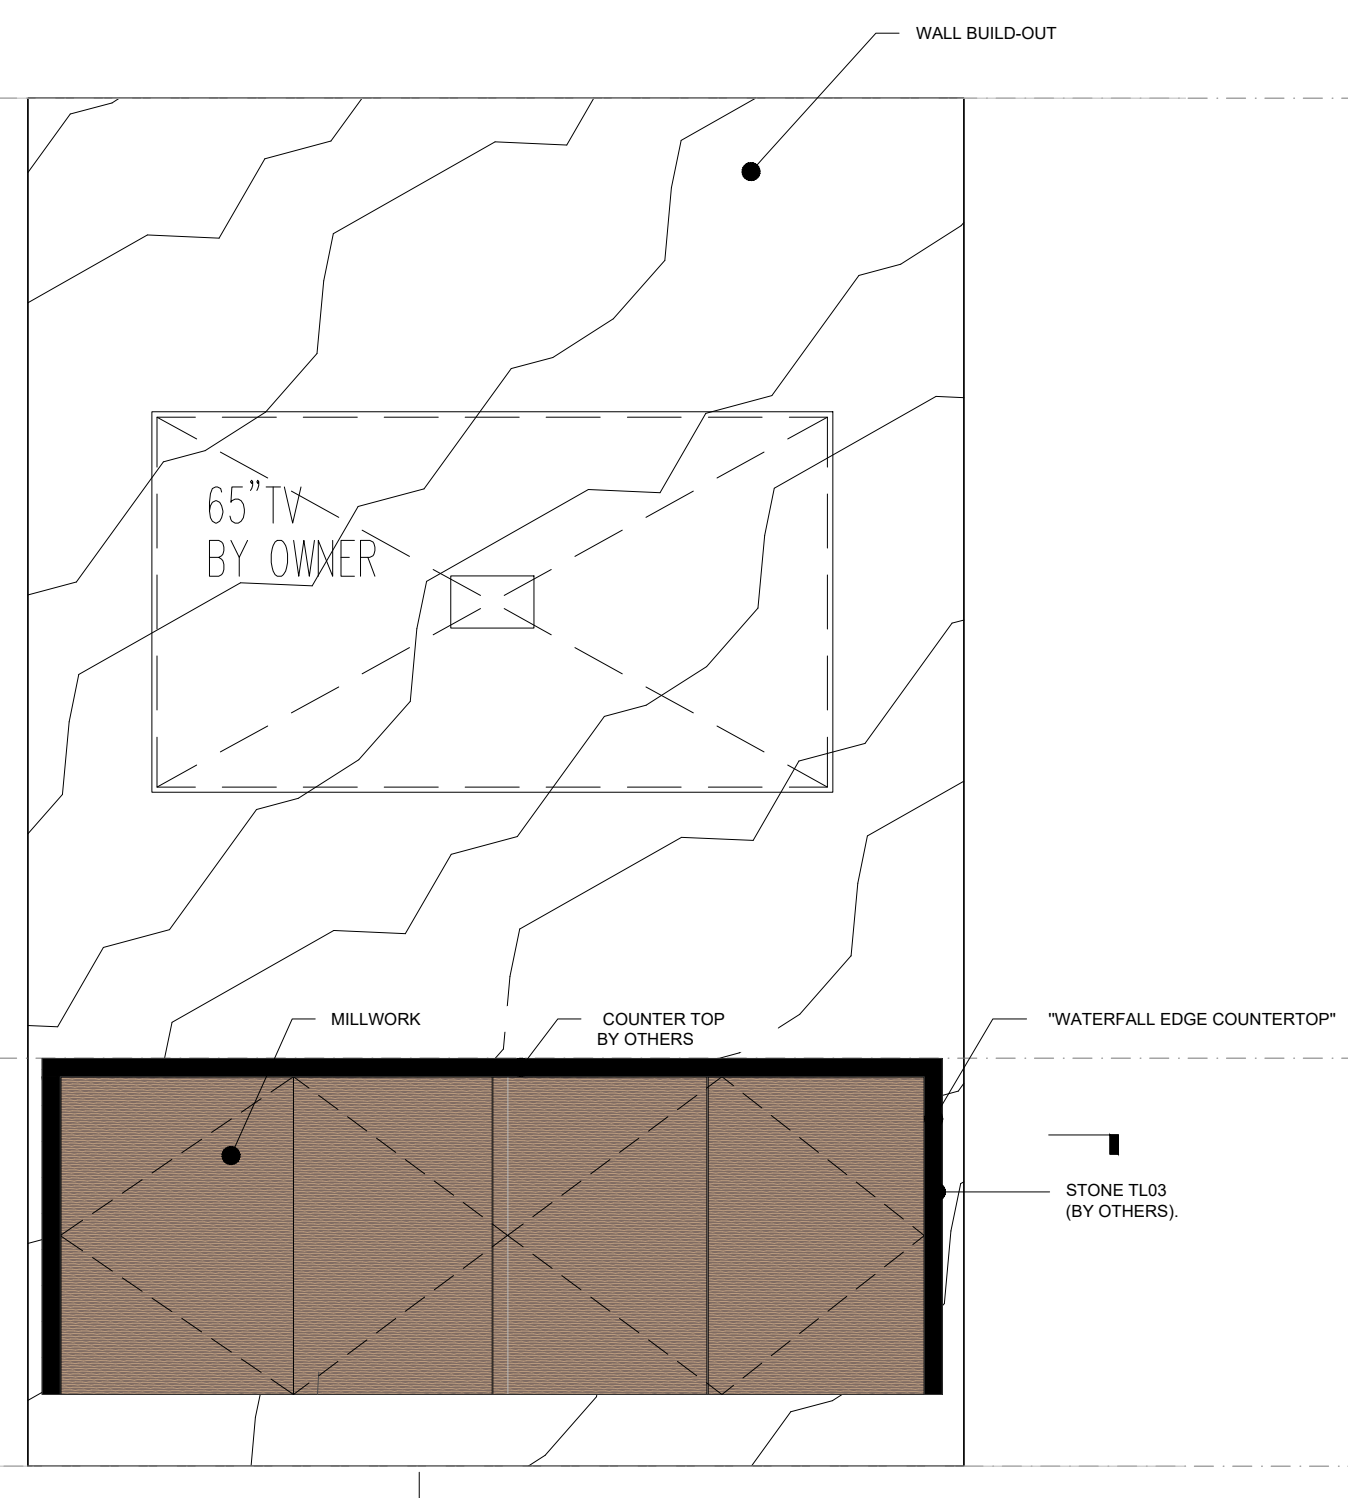 WALL BUILD-OUT
65”TV
BY OWNER
MILLWORK
COUNTER TOP
BY OTHERS
"WATERFALL EDGE COUNTERTOP"
STONE TL03
(BY OTHERS).